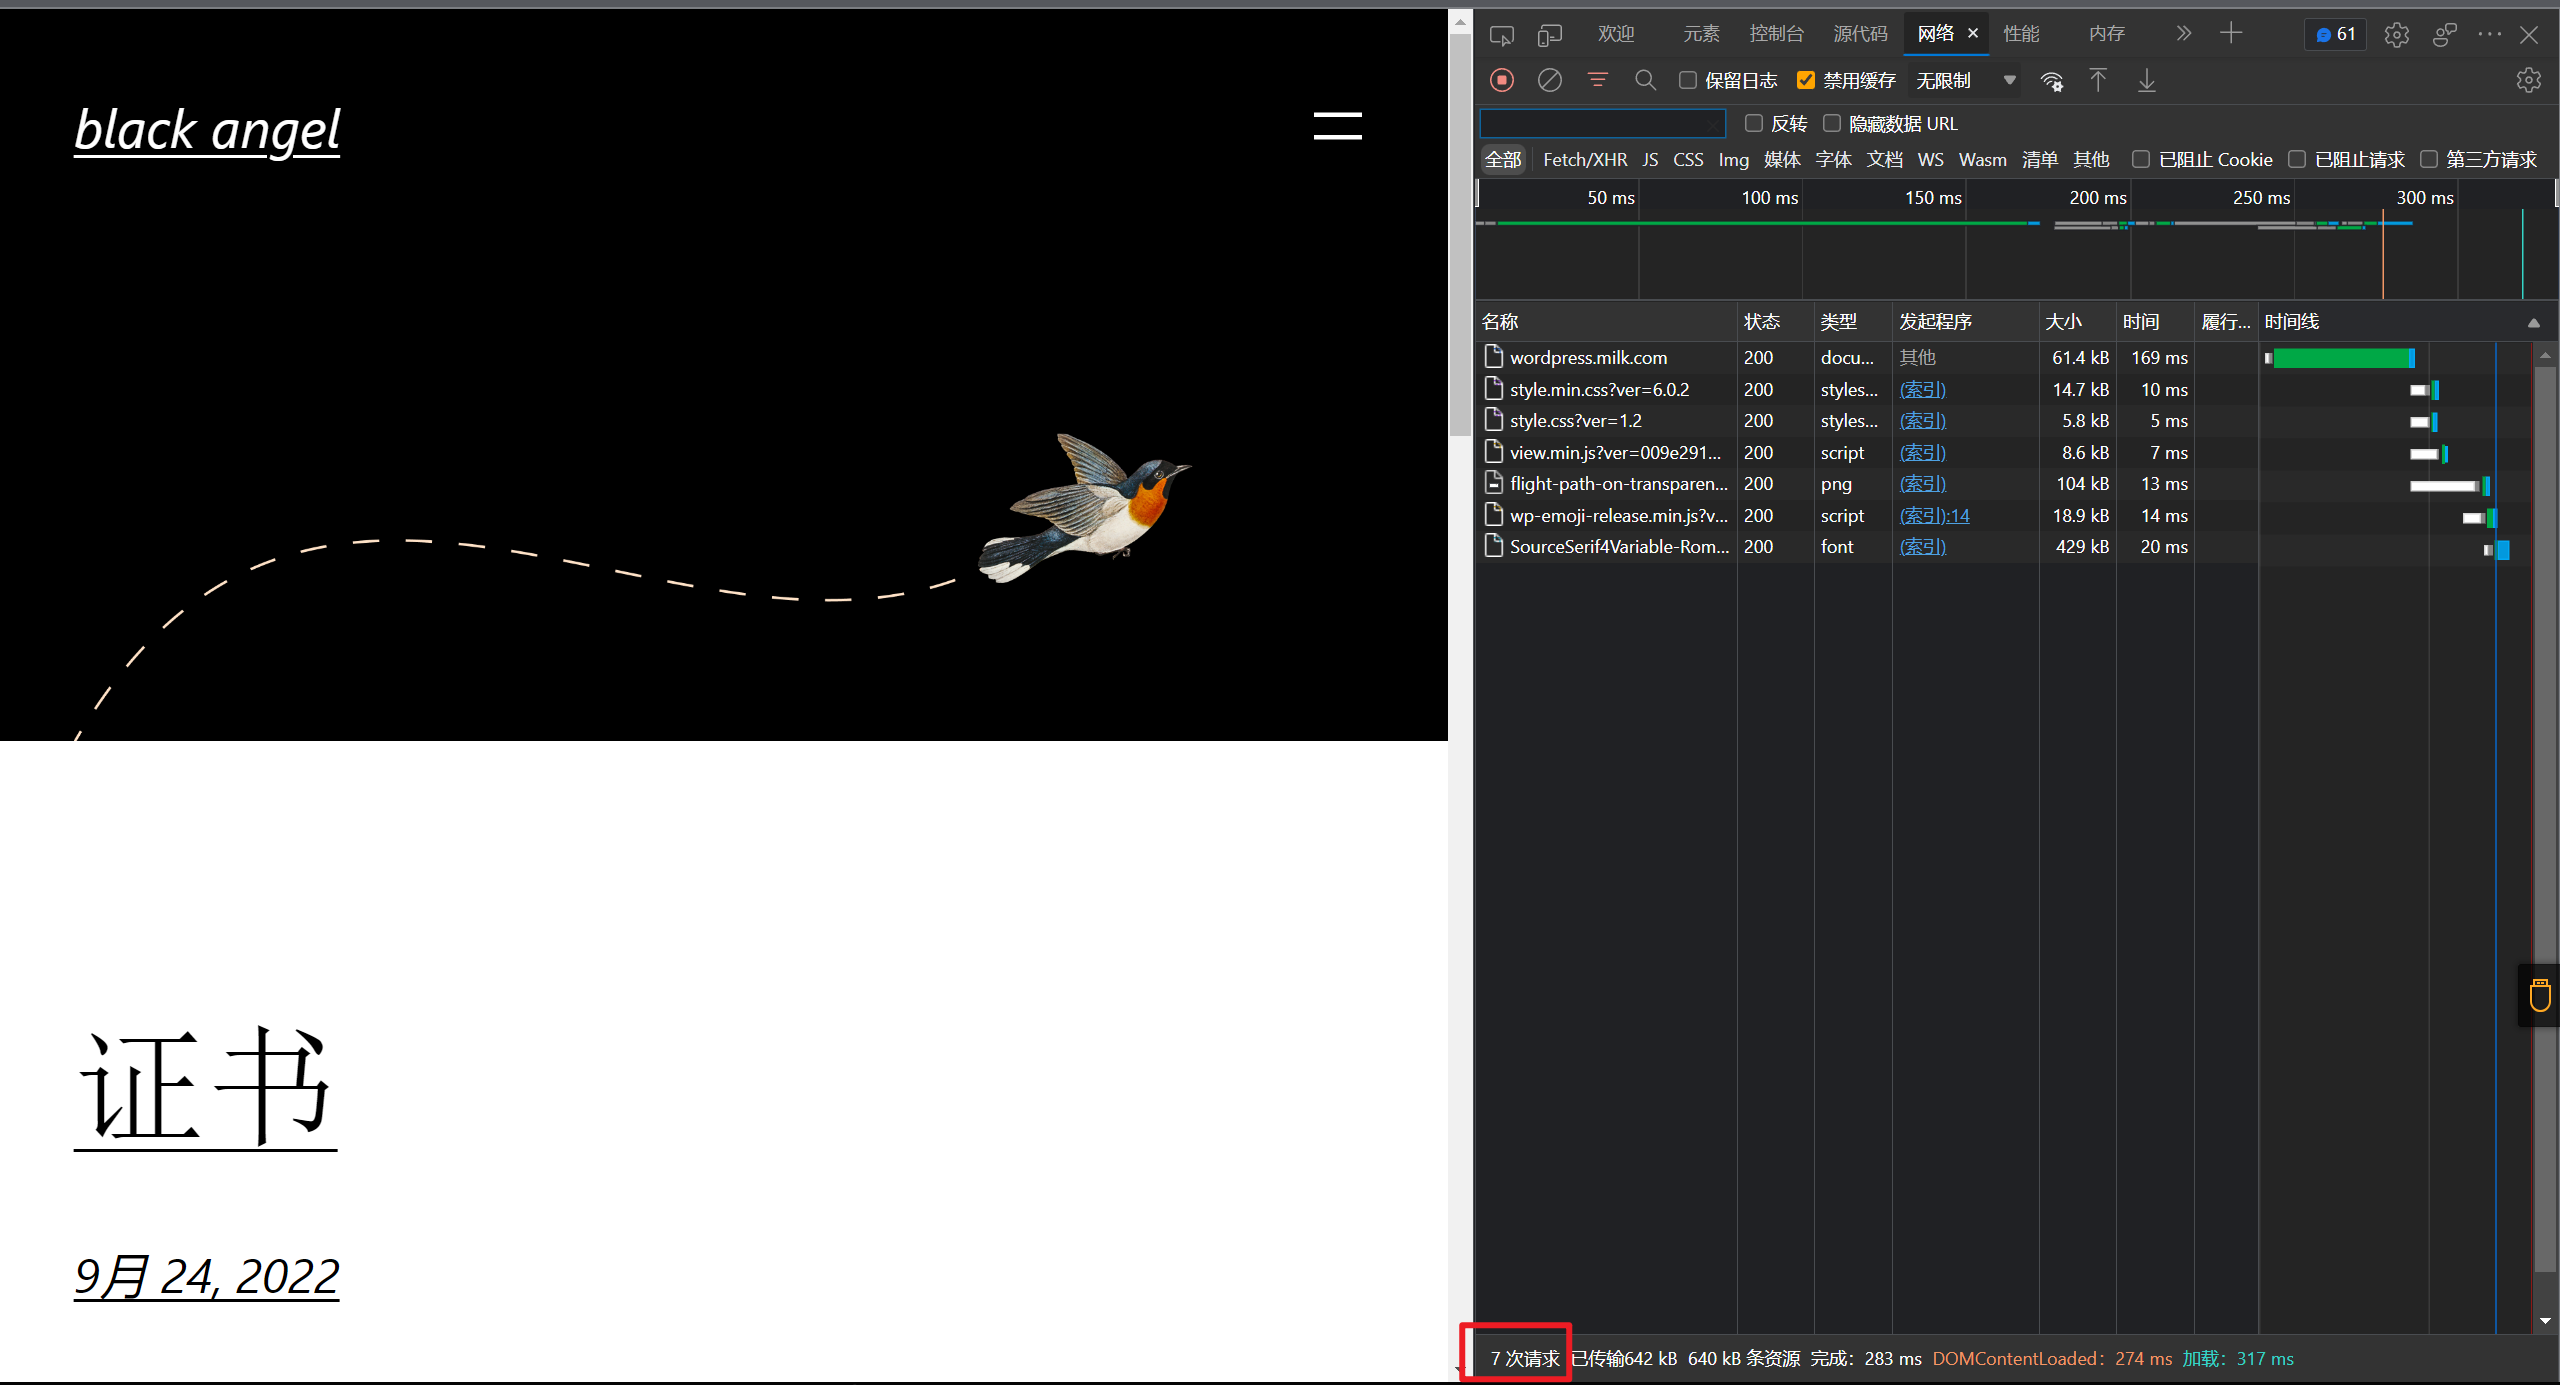 black angel
证书
9月 24, 2022
欢迎 元素 控制台 源代码 网络 性能 内存 61
保留日志 禁用缓存 无限制
反转 隐藏数据 URL
全部 Fetch/XHR JS CSS Img 媒体 字体 文档 WS Wasm 清单 其他 已阻止 Cookie 已阻止请求 第三方请求
50 ms 100 ms 150 ms 200 ms 250 ms 300 ms
名称 状态 类型 发起程序 大小 时间 履行... 时间线
wordpress.milk.com 200 docu... 其他 61.4 kB 169 ms
style.min.css?ver=6.0.2 200 styles... (索引) 14.7 kB 10 ms
style.css?ver=1.2 200 styles... (索引) 5.8 kB 5 ms
view.min.js?ver=009e291... 200 script (索引) 8.6 kB 7 ms
flight-path-on-transparen... 200 png (索引) 104 kB 13 ms
wp-emoji-release.min.js?v... 200 script (索引):14 18.9 kB 14 ms
SourceSerif4Variable-Rom... 200 font (索引) 429 kB 20 ms
7 次请求 已传输642 kB 640 kB 条资源 完成：283 ms DOMContentLoaded：274 ms 加载：317 ms